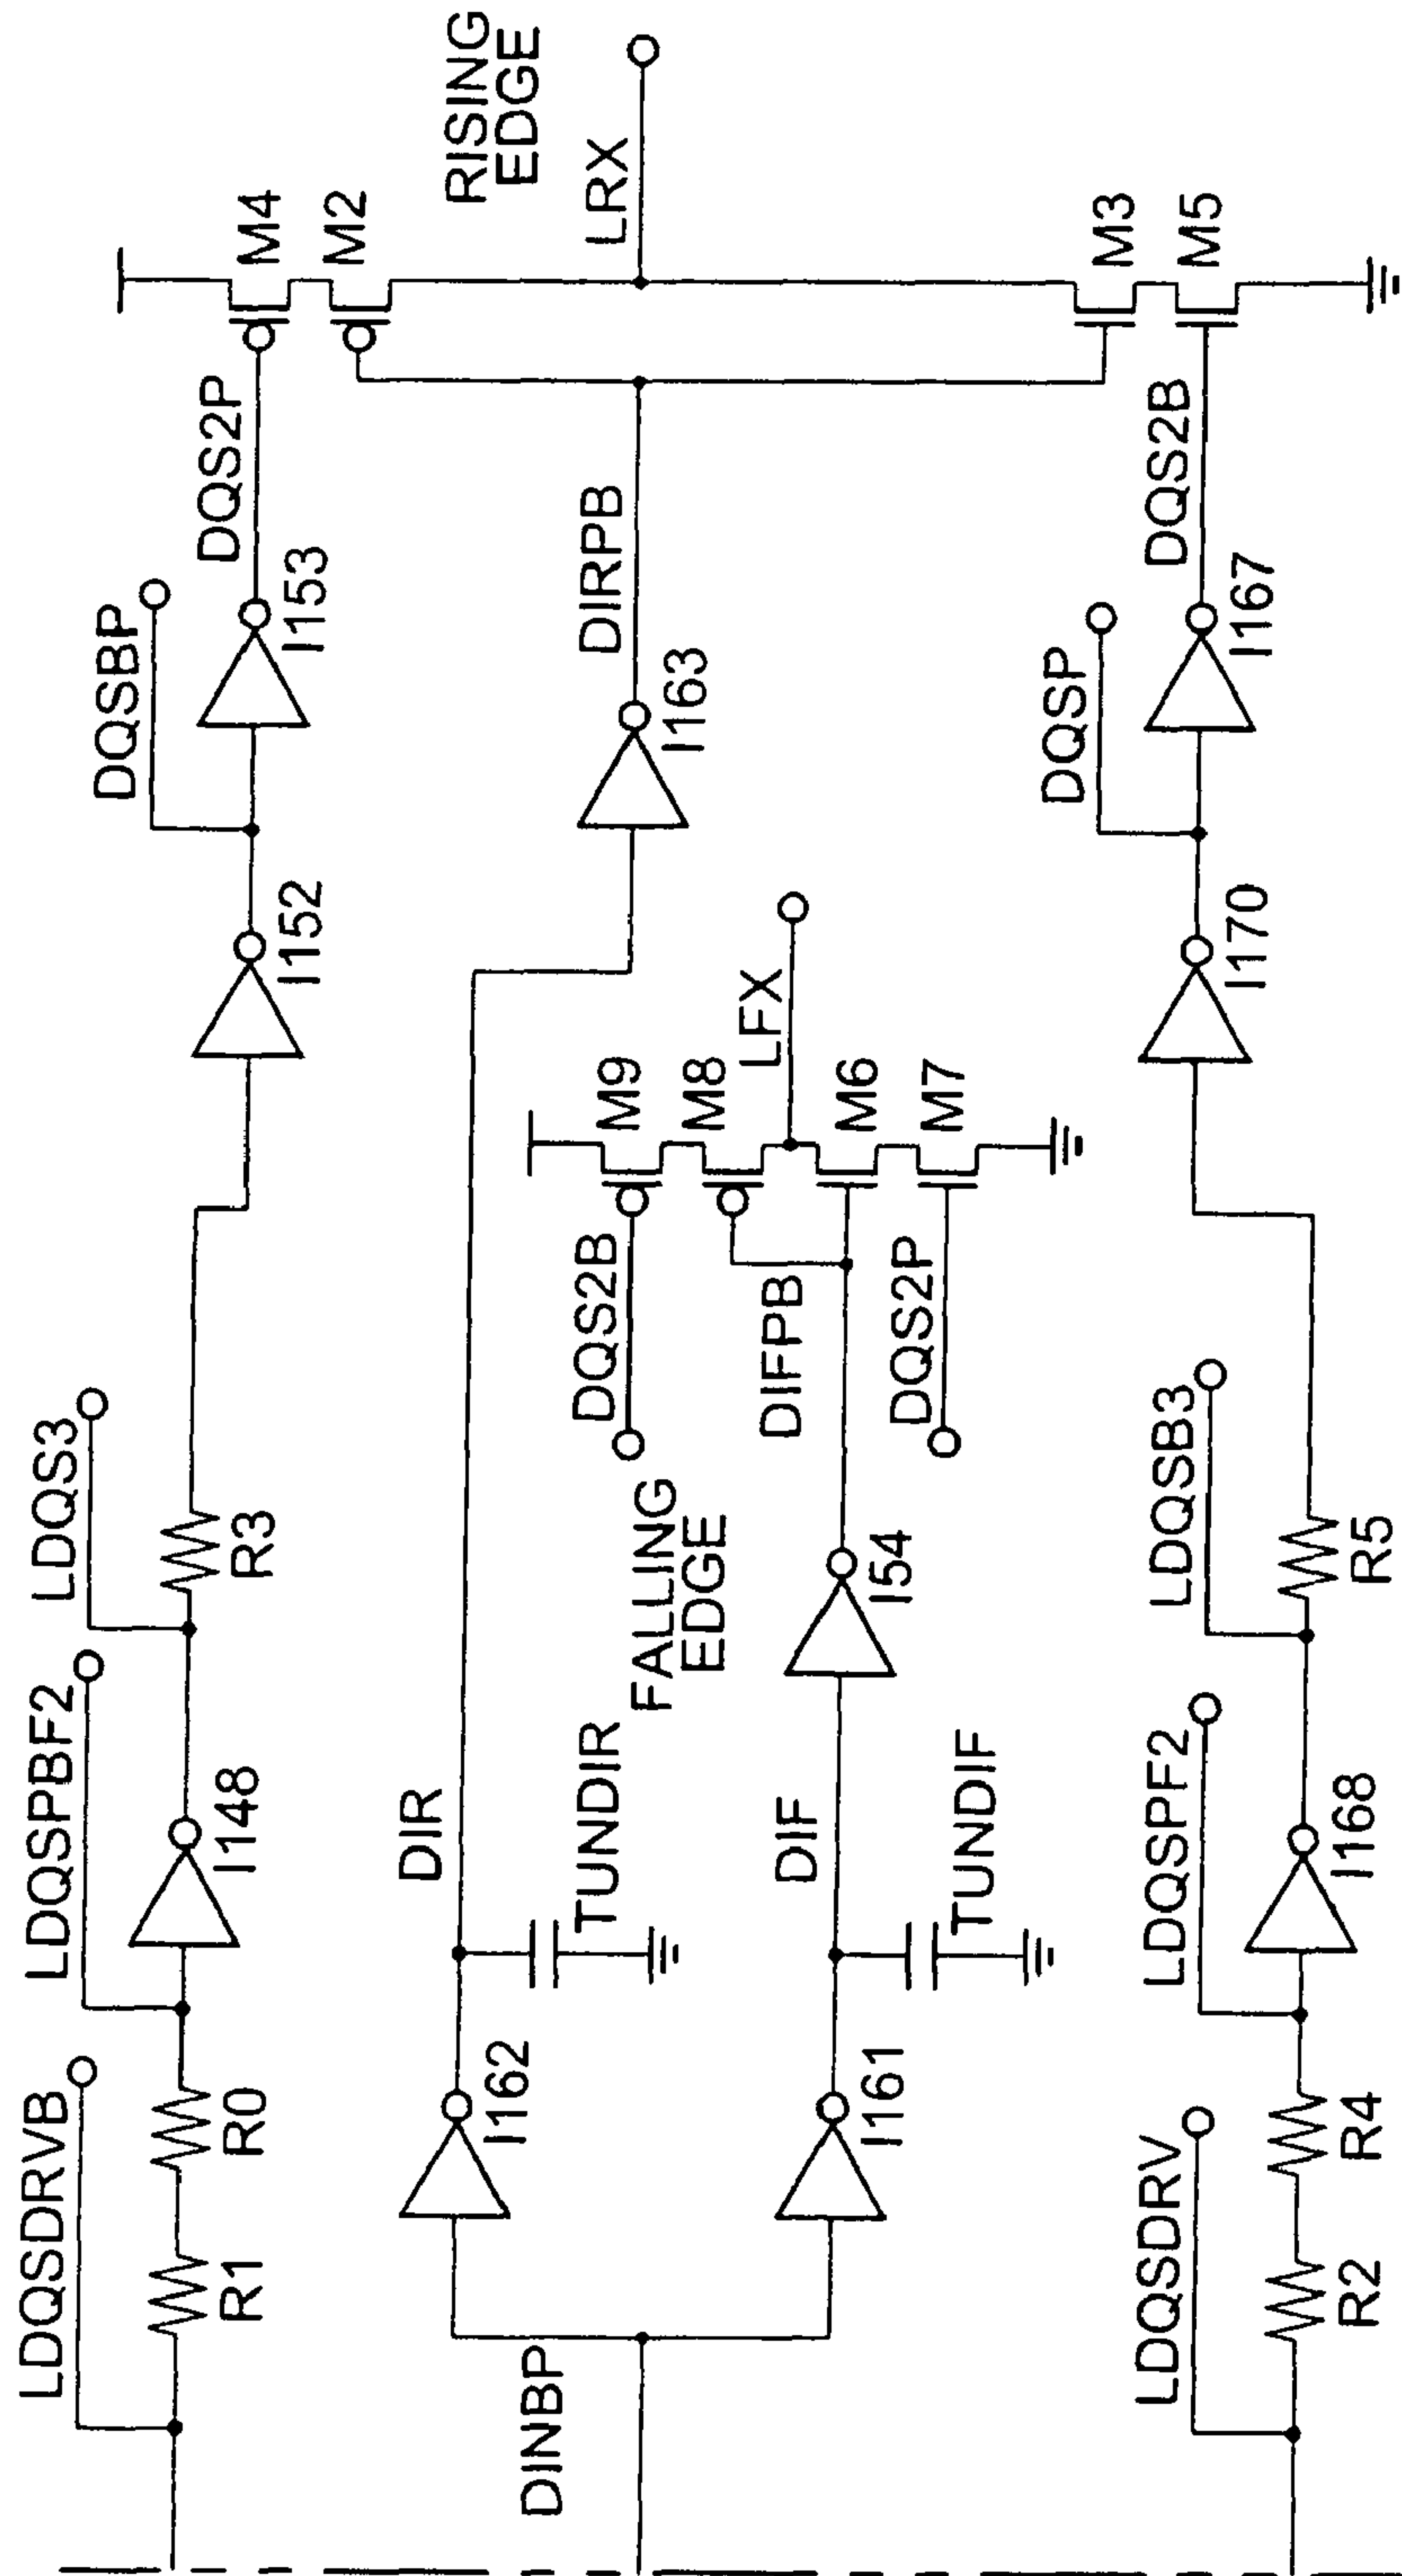 LDQSDRVB
R1
R0
LDQSPBF2
I148
LDQS3
R3
I152
DQSBP
I153
DQS2P
M4
M2
RISING
EDGE
LRX
DINBP
I162
DIR
TUNDIR
I163
DIRPB
I161
DIF
TUNDIF
I54
FALLING
EDGE
DQS2B
DIFPB
DQS2P
M9
M8
LFX
M6
M7
M3
M5
LDQSDRV
R2
R4
LDQSPF2
I168
LDQSB3
R5
I170
DQSP
I167
DQS2B